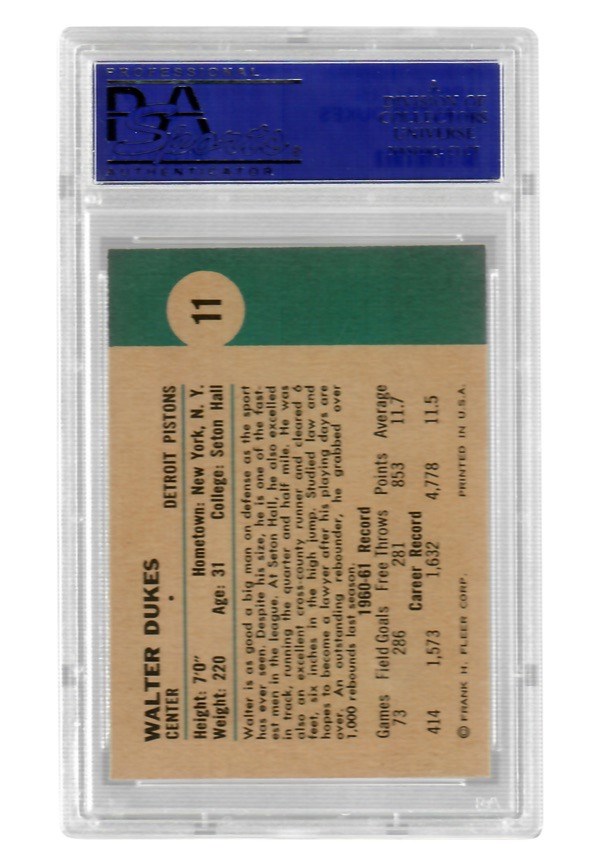 PROFESSIONAL
PSA
Sports
AUTHENTICATOR
A
DIVISION OF
COLLECTORS
UNIVERSE
11
WALTER DUKES
CENTER • DETROIT PISTONS
Height: 7'0" Hometown: New York, N. Y.
Weight: 220 Age: 31 College: Seton Hall
Walter is as good a big man on defense as the sport
has ever seen. Despite his size, he is one of the fast-
est men in the league. At Seton Hall, he also excelled
in track, running the quarter and half mile. He was
also an excellent cross-county runner and cleared 6
feet, six inches in the high jump. Studied law and
hopes to become a lawyer after his playing days are
over. An outstanding rebounder, he grabbed over
1,000 rebounds last season.
1960-61 Record
Games Field Goals Free Throws Points Average
73 286 281 853 11.7
Career Record
414 1,573 1,632 4,778 11.5
© FRANK H. FLEER CORP. PRINTED IN U.S.A.
PSA